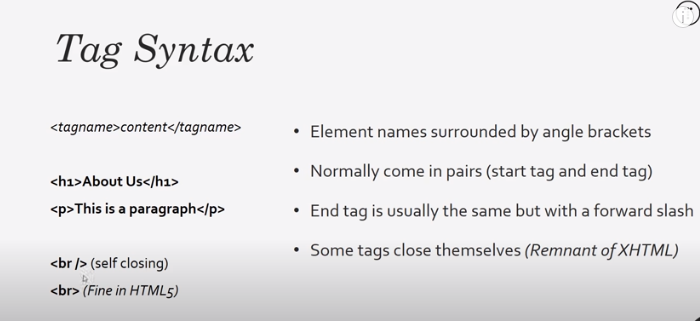 Tag Syntax
<tagname>content</tagname>
<h1>About Us</h1>
<p>This is a paragraph</p>
<br /> (self closing)
<br> (Fine in HTML5)
• Element names surrounded by angle brackets
• Normally come in pairs (start tag and end tag)
• End tag is usually the same but with a forward slash
• Some tags close themselves (Remnant of XHTML)